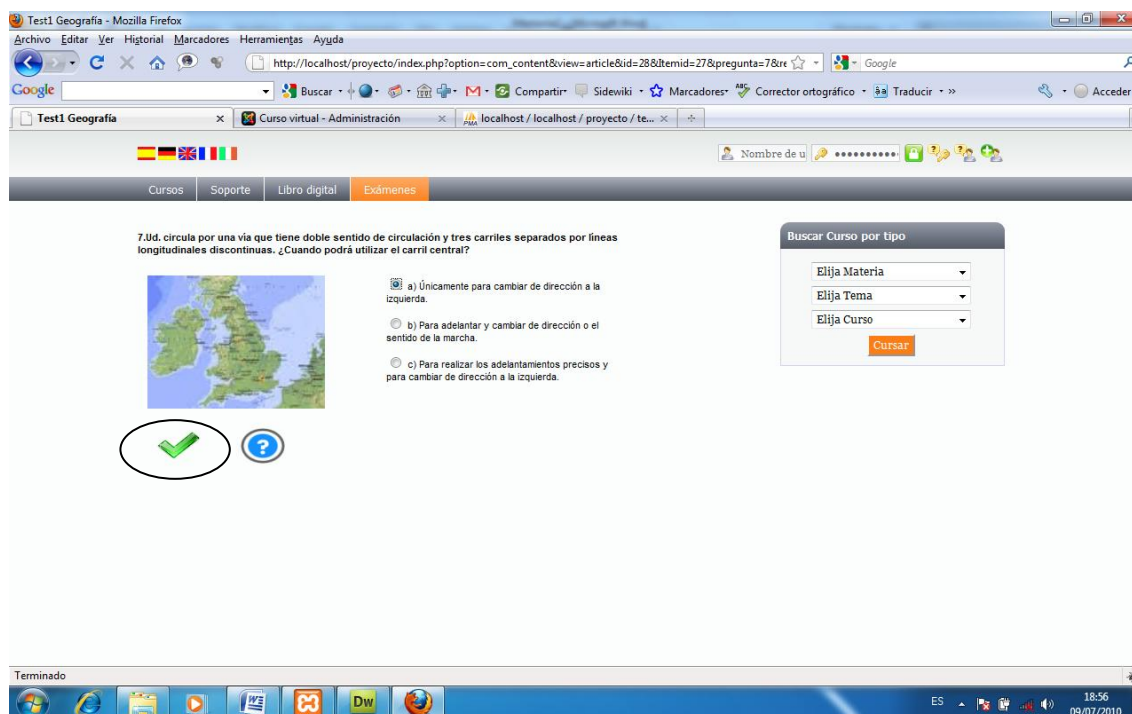 Test1 Geografía - Mozilla Firefox
Archivo Editar Ver Historial Marcadores Herramientas Ayuda
http://localhost/proyecto/index.php?option=com_content&view=article&id=28&Itemid=27&pregunta=7&re Google
Google Buscar Compartir Sidewiki Marcadores Corrector ortográfico Traducir » Acceder
Test1 Geografía Curso virtual - Administración localhost / localhost / proyecto / te...
Nombre de u
Cursos Soporte Libro digital Exámenes
7.Ud. circula por una vía que tiene doble sentido de circulación y tres carriles separados por líneas
longitudinales discontinuas. ¿Cuando podrá utilizar el carril central?
a) Únicamente para cambiar de dirección a la
izquierda.
b) Para adelantar y cambiar de dirección o el
sentido de la marcha.
c) Para realizar los adelantamientos precisos y
para cambiar de dirección a la izquierda.
Buscar Curso por tipo
Elija Materia
Elija Tema
Elija Curso
Cursar
Terminado
Dw
ES
18:56
09/07/2010